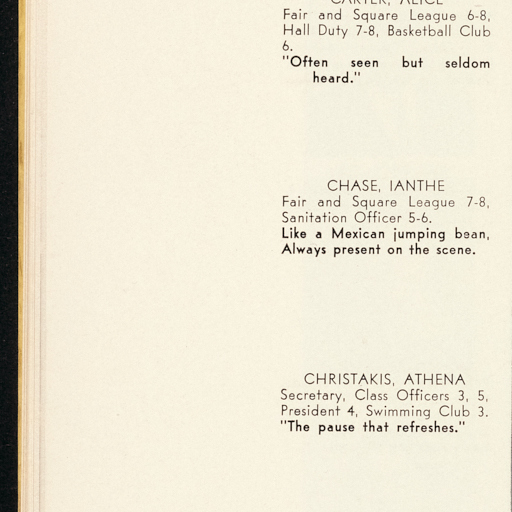 CARTER, ALICE
Fair and Square League 6-8,
Hall Duty 7-8, Basketball Club
6.
"Often seen but seldom
heard."
CHASE, IANTHE
Fair and Square League 7-8,
Sanitation Officer 5-6.
Like a Mexican jumping bean,
Always present on the scene.
CHRISTAKIS, ATHENA
Secretary, Class Officers 3, 5,
President 4, Swimming Club 3.
"The pause that refreshes."